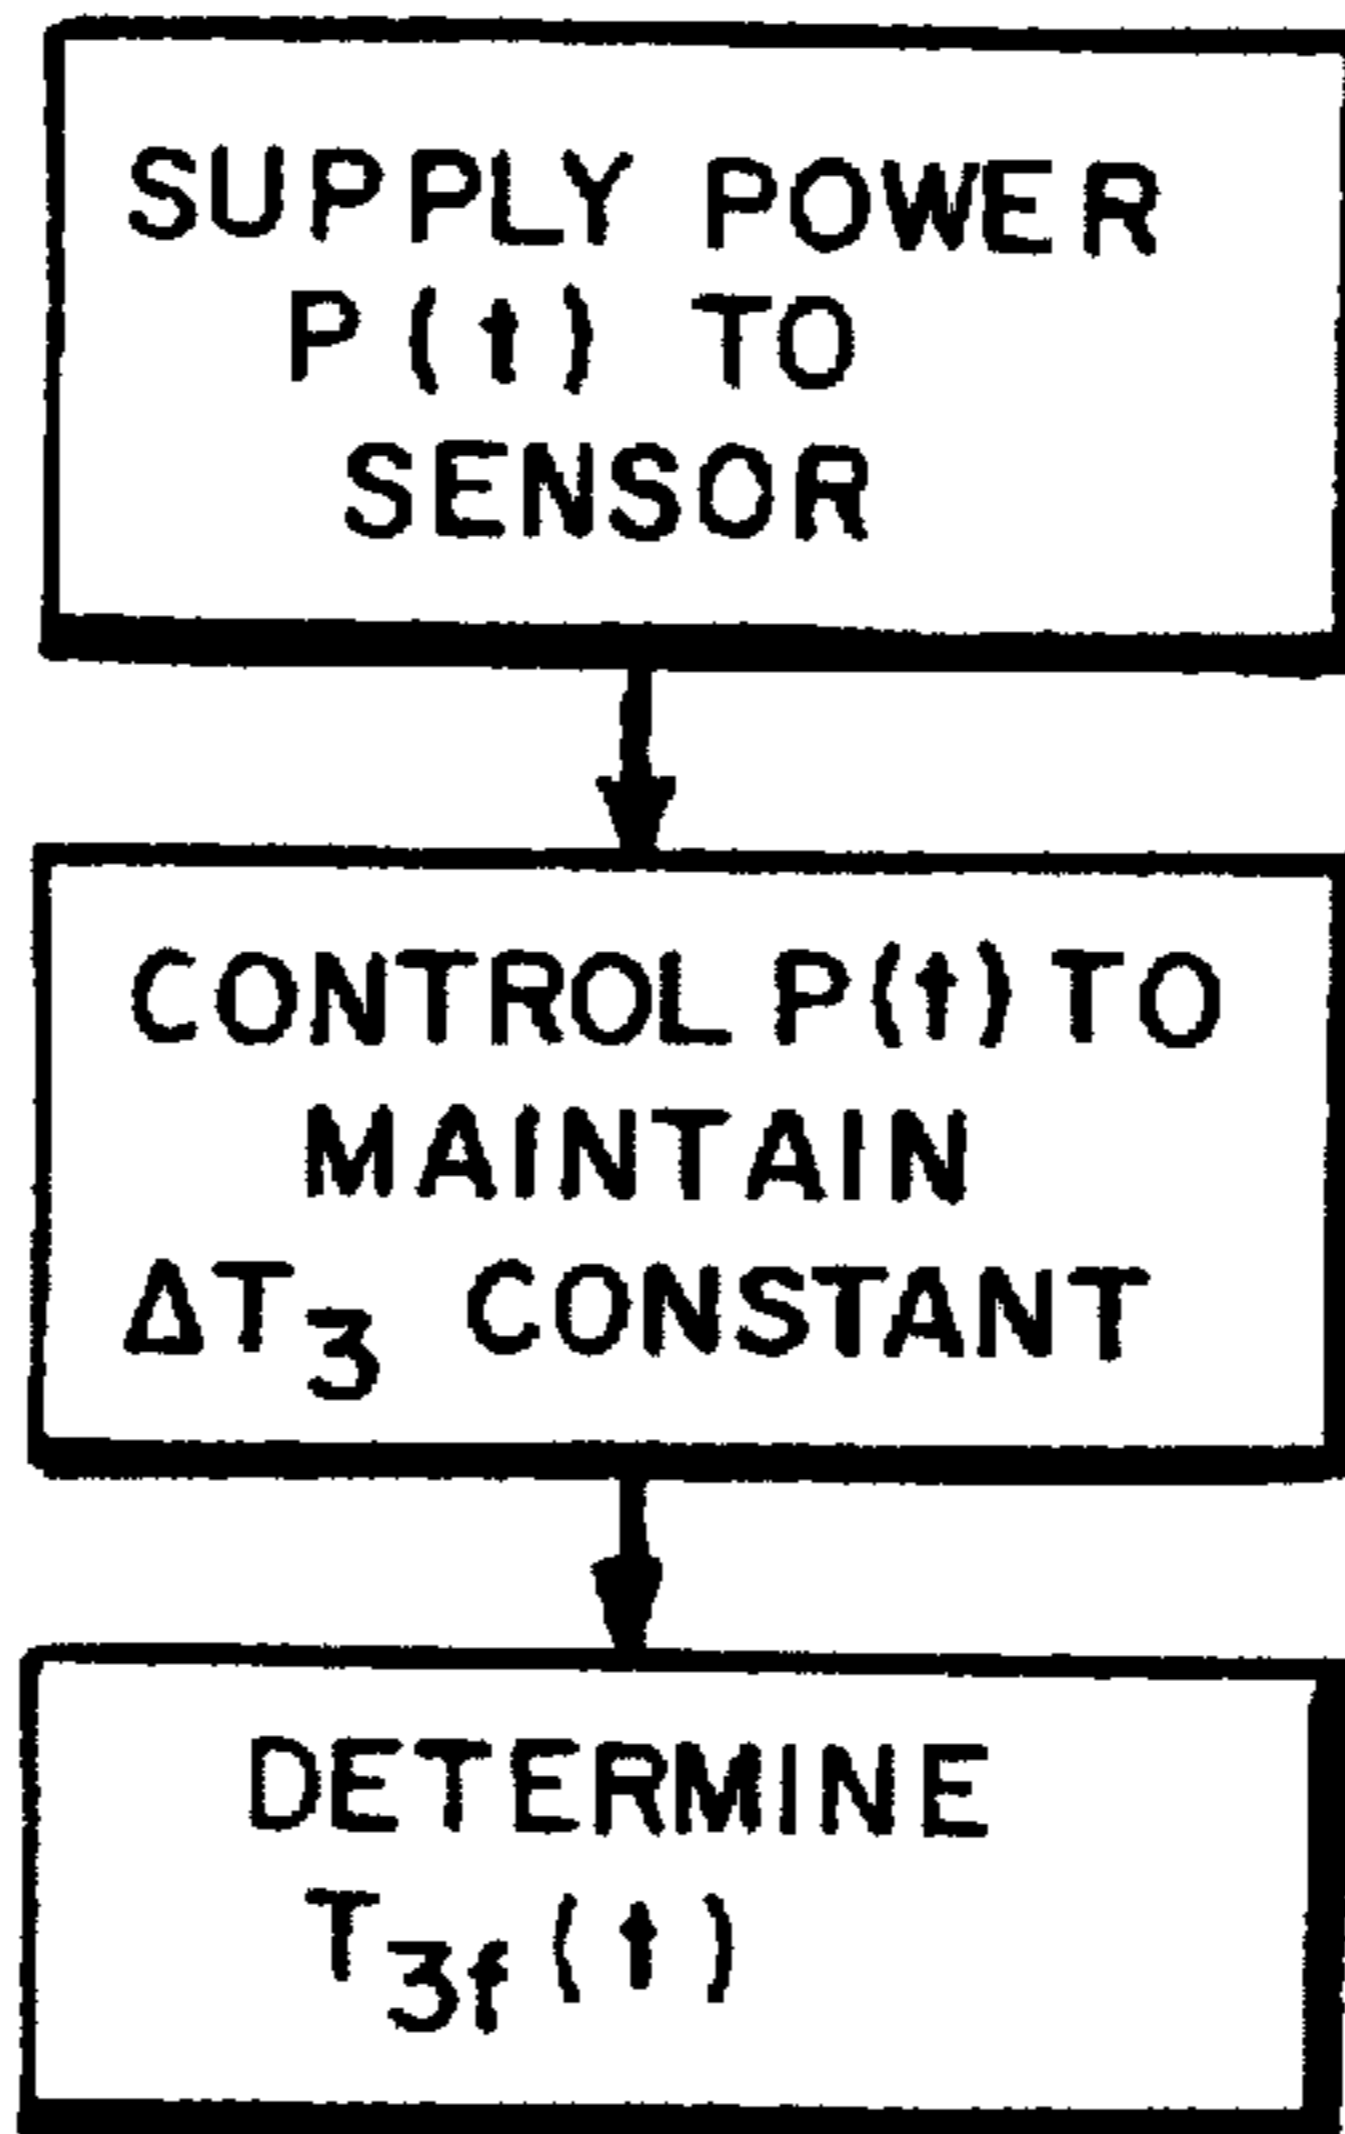 SUPPLY POWER
P(t) TO
SENSOR
CONTROL P(t) TO
MAINTAIN
ΔT₃ CONSTANT
DETERMINE
T₃f(t)